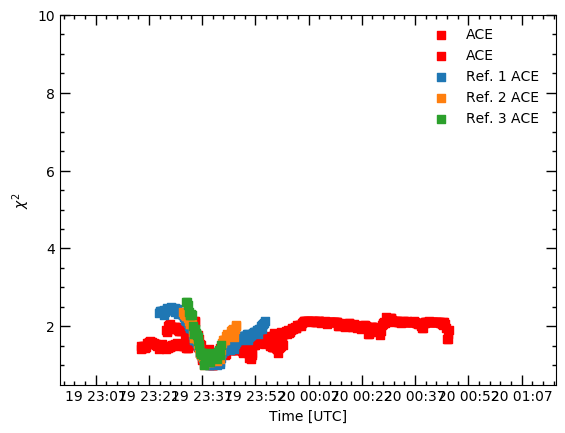 10
8
6
4
2
χ²
ACE
ACE
Ref. 1 ACE
Ref. 2 ACE
Ref. 3 ACE
19 23:07 19 23:22 19 23:37 19 23:52 20 00:07 20 00:22 20 00:37 20 00:52 20 01:07
Time [UTC]